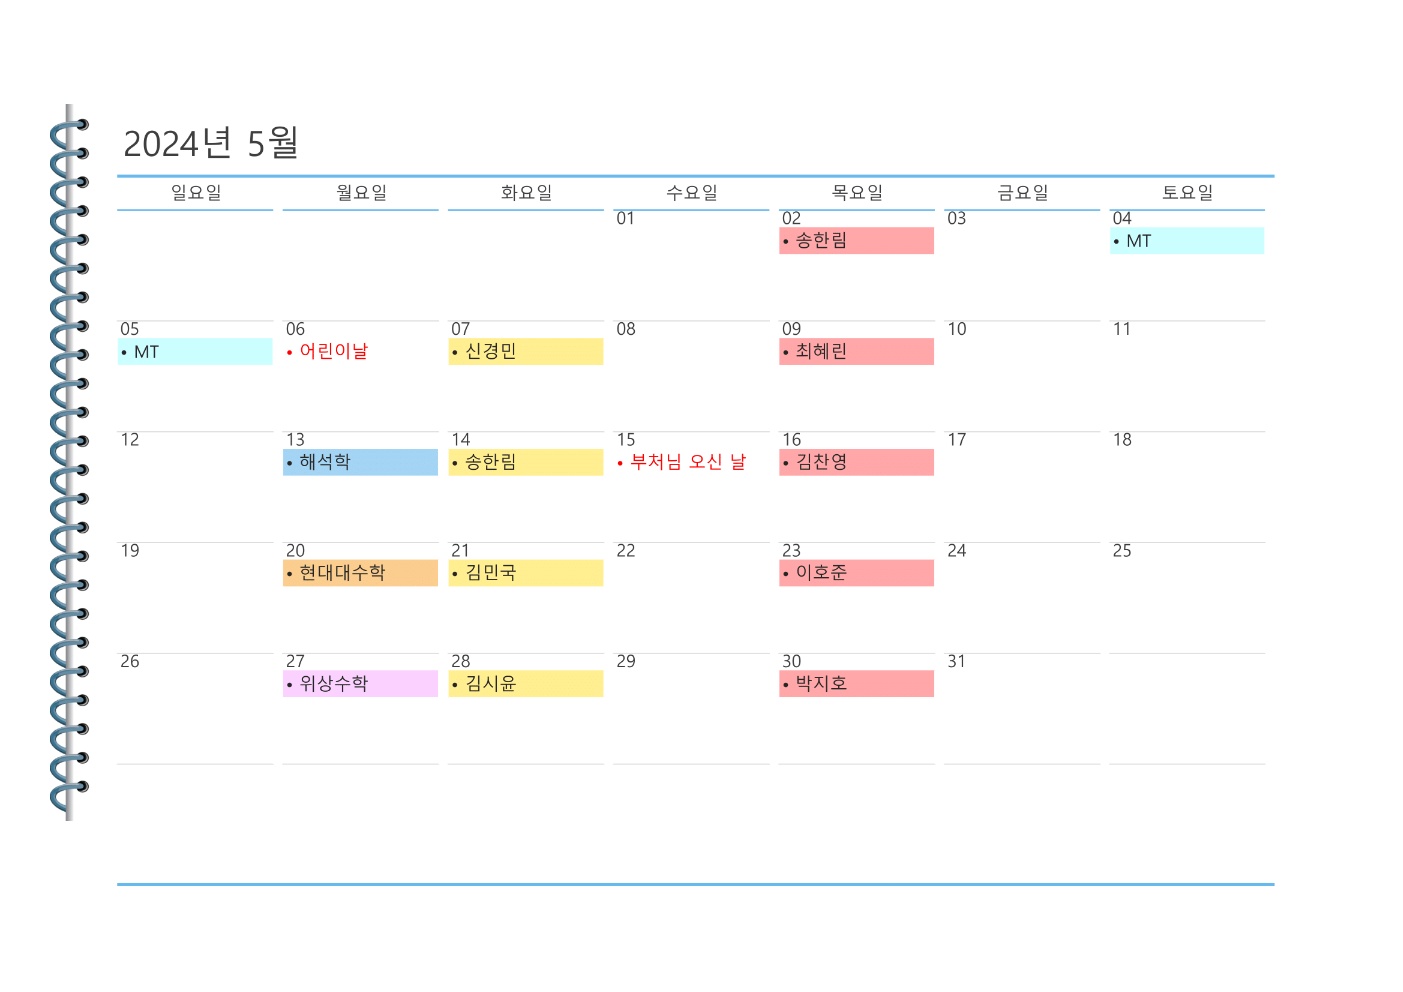 2024년 5월
일요일 월요일 화요일 수요일 목요일 금요일 토요일
01 02 03 04
• 송한림 • MT
05 06 07 08 09 10 11
• MT • 어린이날 • 신경민 • 최혜린
12 13 14 15 16 17 18
• 해석학 • 송한림 • 부처님 오신 날 • 김찬영
19 20 21 22 23 24 25
• 현대대수학 • 김민국 • 이호준
26 27 28 29 30 31
• 위상수학 • 김시윤 • 박지호